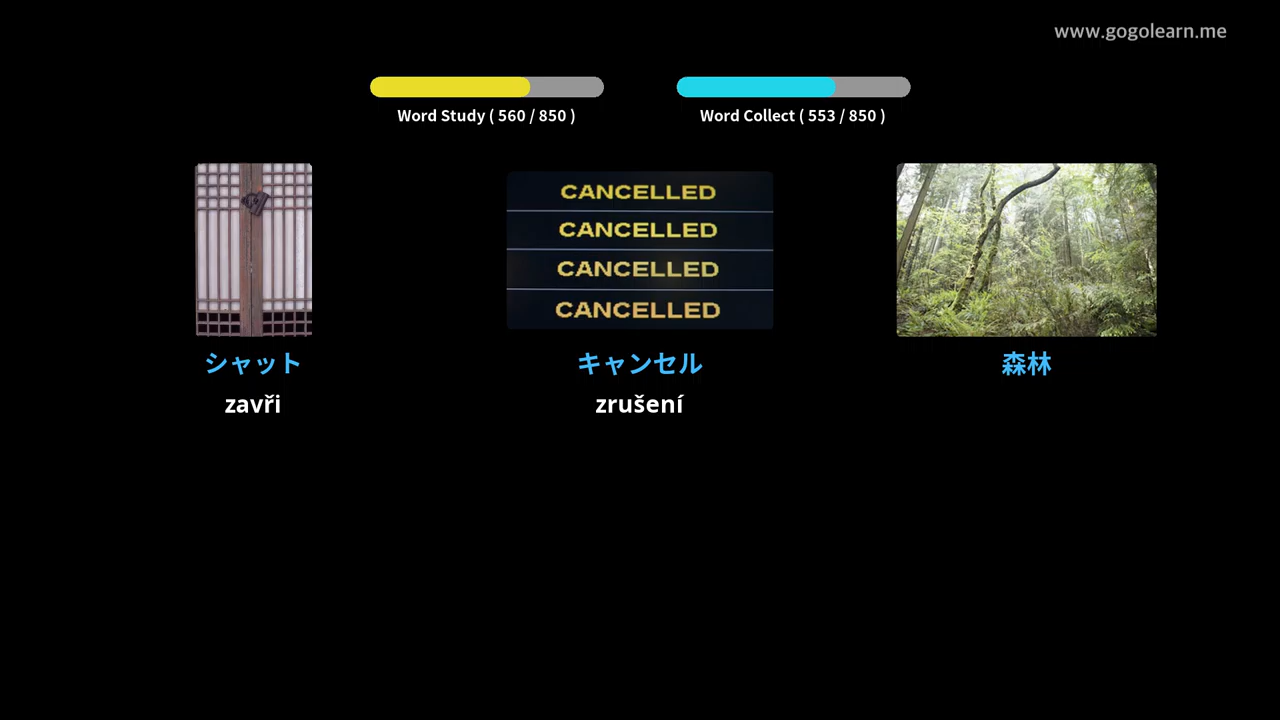 www.gogolearn.me
Word Study ( 560 / 850 )
Word Collect ( 553 / 850 )
CANCELLED
CANCELLED
CANCELLED
CANCELLED
シャット
キャンセル
森林
zavři
zrušení